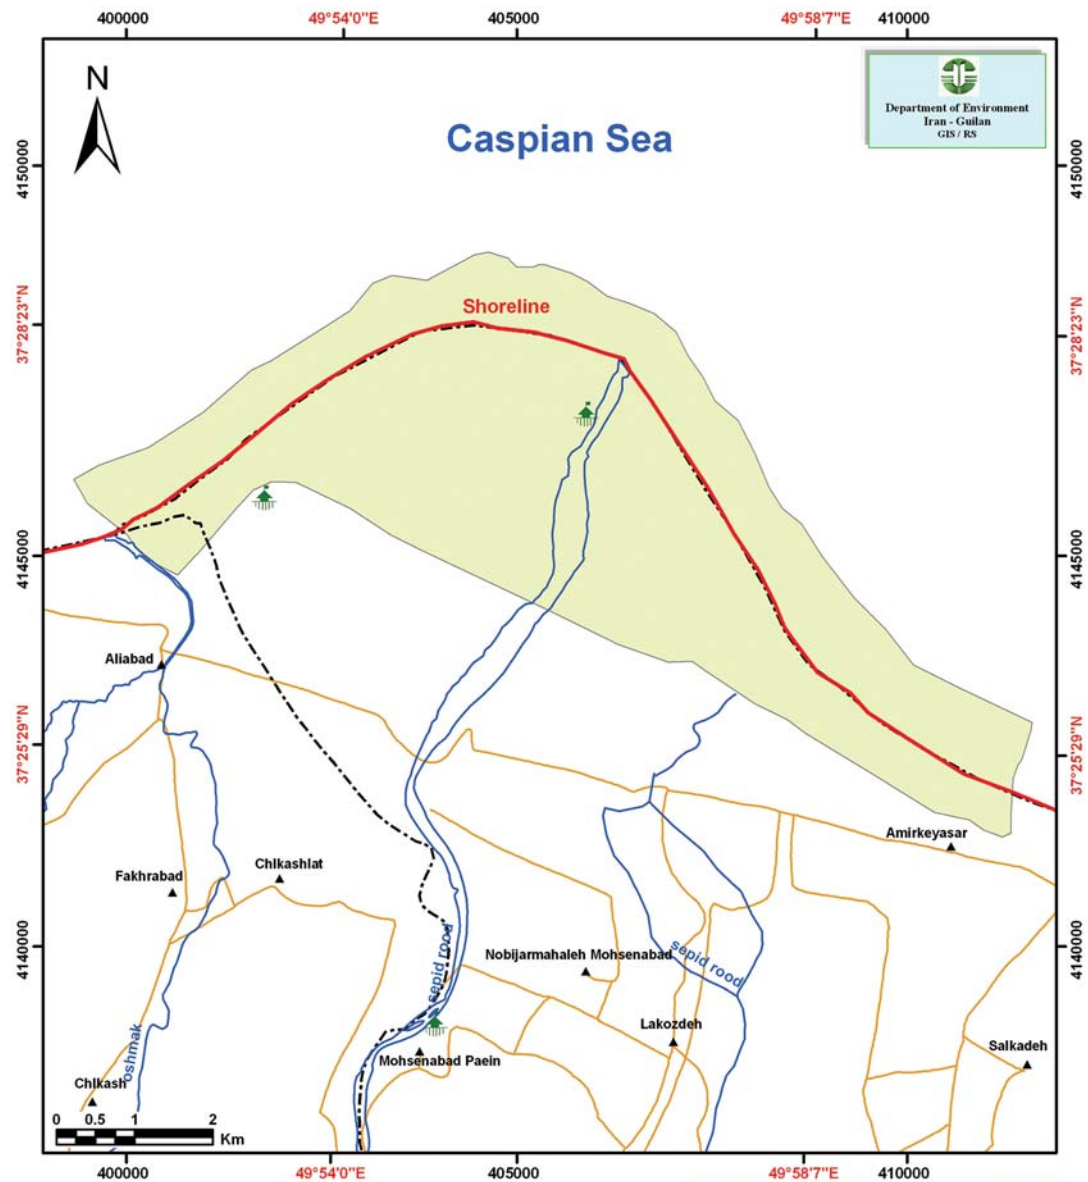 400000
49°54'0"E
405000
49°58'7"E
410000
N
Department of Environment
Iran - Guilan
GIS / RS
Caspian Sea
4150000
4150000
Shoreline
37°28'23"N
37°28'23"N
4145000
4145000
Aliabad
37°25'29"N
37°25'29"N
Amirkeyasar
Chlkashlat
Fakhrabad
4140000
4140000
sepid rood
Nobijarmahaleh Mohsenabad
sepid rood
Lakozdeh
Salkadeh
oshmak
Mohsenabad Paein
Chlkash
0 0.5 1 2
Km
400000
49°54'0"E
405000
49°58'7"E
410000